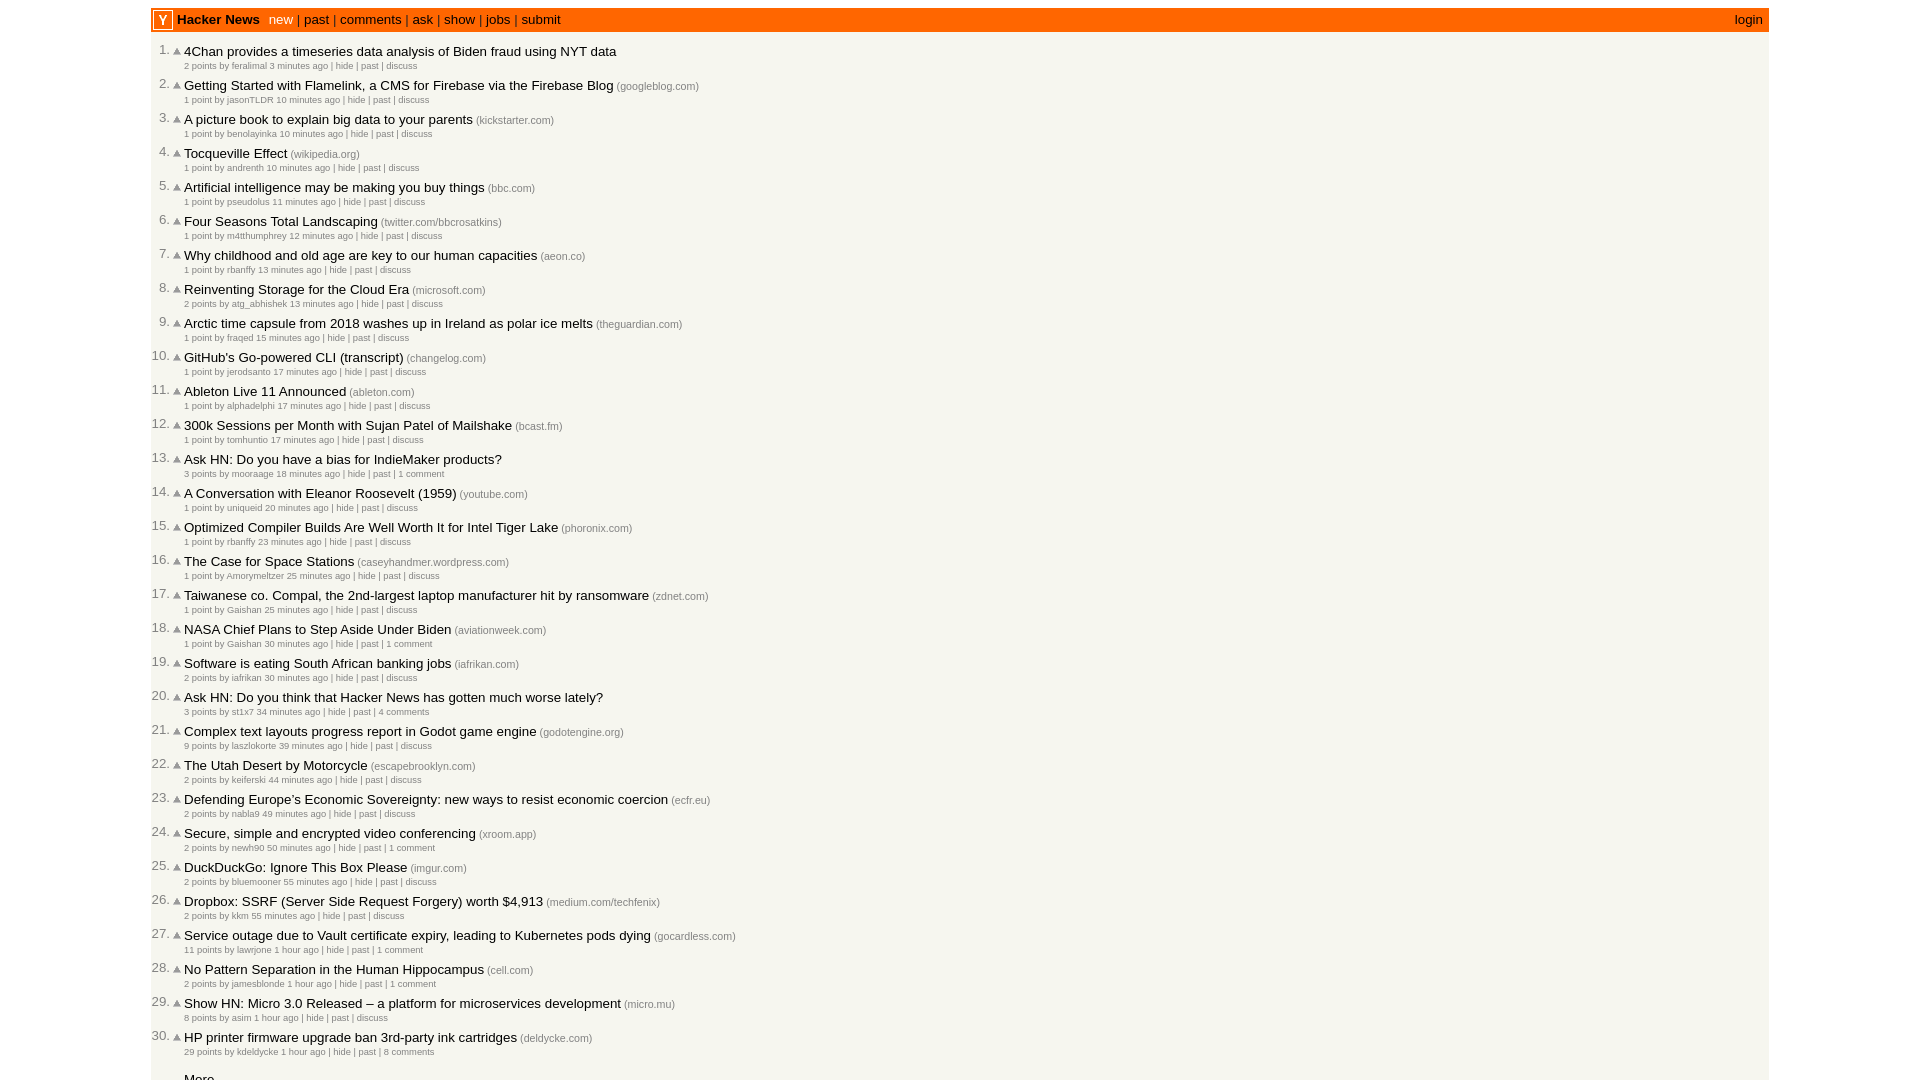 Y Hacker News new | past | comments | ask | show | jobs | submit login
1. 4Chan provides a timeseries data analysis of Biden fraud using NYT data
2 points by feralimal 3 minutes ago | hide | past | discuss
2. Getting Started with Flamelink, a CMS for Firebase via the Firebase Blog (googleblog.com)
1 point by jasonTLDR 10 minutes ago | hide | past | discuss
3. A picture book to explain big data to your parents (kickstarter.com)
1 point by benolayinka 10 minutes ago | hide | past | discuss
4. Tocqueville Effect (wikipedia.org)
1 point by andrenth 10 minutes ago | hide | past | discuss
5. Artificial intelligence may be making you buy things (bbc.com)
1 point by pseudolus 11 minutes ago | hide | past | discuss
6. Four Seasons Total Landscaping (twitter.com/bbcrosatkins)
1 point by m4tthumphrey 12 minutes ago | hide | past | discuss
7. Why childhood and old age are key to our human capacities (aeon.co)
1 point by rbanffy 13 minutes ago | hide | past | discuss
8. Reinventing Storage for the Cloud Era (microsoft.com)
2 points by atg_abhishek 13 minutes ago | hide | past | discuss
9. Arctic time capsule from 2018 washes up in Ireland as polar ice melts (theguardian.com)
1 point by fraqed 15 minutes ago | hide | past | discuss
10. GitHub's Go-powered CLI (transcript) (changelog.com)
1 point by jerodsanto 17 minutes ago | hide | past | discuss
11. Ableton Live 11 Announced (ableton.com)
1 point by alphadelphi 17 minutes ago | hide | past | discuss
12. 300k Sessions per Month with Sujan Patel of Mailshake (bcast.fm)
1 point by tomhuntio 17 minutes ago | hide | past | discuss
13. Ask HN: Do you have a bias for IndieMaker products?
3 points by mooraage 18 minutes ago | hide | past | 1 comment
14. A Conversation with Eleanor Roosevelt (1959) (youtube.com)
1 point by uniqueid 20 minutes ago | hide | past | discuss
15. Optimized Compiler Builds Are Well Worth It for Intel Tiger Lake (phoronix.com)
1 point by rbanffy 23 minutes ago | hide | past | discuss
16. The Case for Space Stations (caseyhandmer.wordpress.com)
1 point by Amorymeltzer 25 minutes ago | hide | past | discuss
17. Taiwanese co. Compal, the 2nd-largest laptop manufacturer hit by ransomware (zdnet.com)
1 point by Gaishan 25 minutes ago | hide | past | discuss
18. NASA Chief Plans to Step Aside Under Biden (aviationweek.com)
1 point by Gaishan 30 minutes ago | hide | past | 1 comment
19. Software is eating South African banking jobs (iafrikan.com)
2 points by iafrikan 30 minutes ago | hide | past | discuss
20. Ask HN: Do you think that Hacker News has gotten much worse lately?
3 points by st1x7 34 minutes ago | hide | past | 4 comments
21. Complex text layouts progress report in Godot game engine (godotengine.org)
9 points by laszlokorte 39 minutes ago | hide | past | discuss
22. The Utah Desert by Motorcycle (escapebrooklyn.com)
2 points by keiferski 44 minutes ago | hide | past | discuss
23. Defending Europe’s Economic Sovereignty: new ways to resist economic coercion (ecfr.eu)
2 points by nabla9 49 minutes ago | hide | past | discuss
24. Secure, simple and encrypted video conferencing (xroom.app)
2 points by newh90 50 minutes ago | hide | past | 1 comment
25. DuckDuckGo: Ignore This Box Please (imgur.com)
2 points by bluemooner 55 minutes ago | hide | past | discuss
26. Dropbox: SSRF (Server Side Request Forgery) worth $4,913 (medium.com/techfenix)
2 points by kkm 55 minutes ago | hide | past | discuss
27. Service outage due to Vault certificate expiry, leading to Kubernetes pods dying (gocardless.com)
11 points by lawrjone 1 hour ago | hide | past | 1 comment
28. No Pattern Separation in the Human Hippocampus (cell.com)
2 points by jamesblonde 1 hour ago | hide | past | 1 comment
29. Show HN: Micro 3.0 Released – a platform for microservices development (micro.mu)
8 points by asim 1 hour ago | hide | past | discuss
30. HP printer firmware upgrade ban 3rd-party ink cartridges (deldycke.com)
29 points by kdeldycke 1 hour ago | hide | past | 8 comments
More